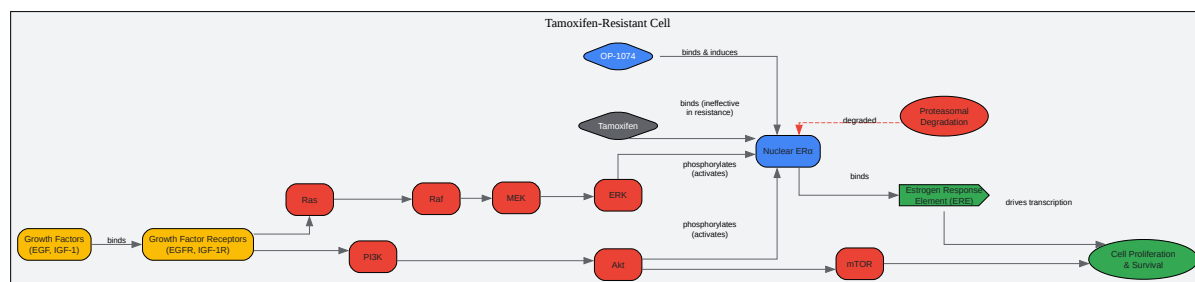 Tamoxifen-Resistant Cell
OP-1074
binds & induces
binds (ineffective
in resistance)
Tamoxifen
Proteasomal
Degradation
degraded
Nuclear ERα
phosphorylates
(activates)
binds
Ras
Raf
MEK
ERK
Estrogen Response
Element (ERE)
drives transcription
phosphorylates
(activates)
Growth Factors
(EGF, IGF-1)
binds
Growth Factor Receptors
(EGFR, IGF-1R)
PI3K
Akt
mTOR
Cell Proliferation
& Survival